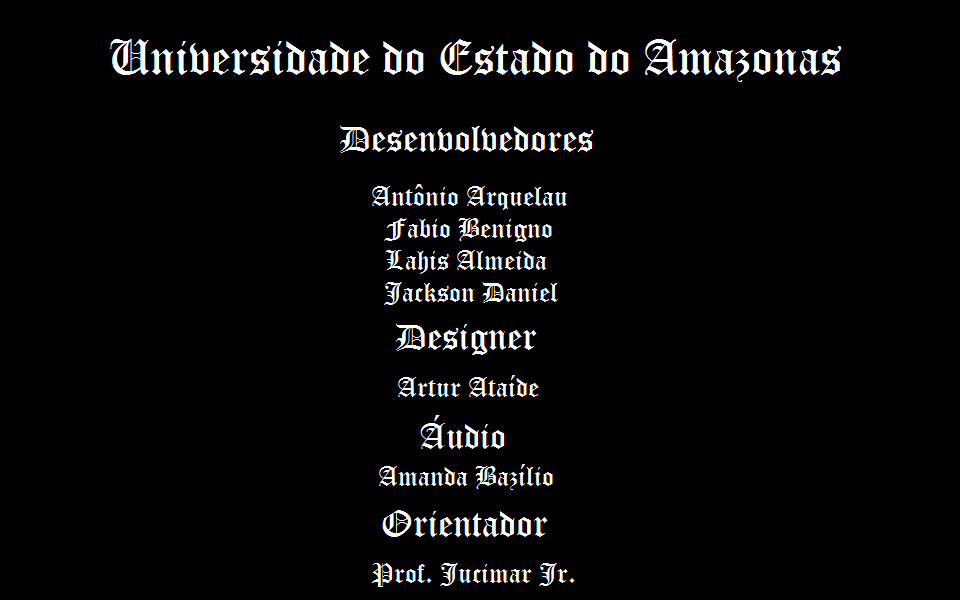 Universidade do Estado do Amazonas
Desenvolvedores
Antônio Arquelau
Fabio Benigno
Lahis Almeida
Jackson Daniel
Designer
Artur Ataíde
Áudio
Amanda Bazílio
Orientador
Prof. Jucimar Jr.